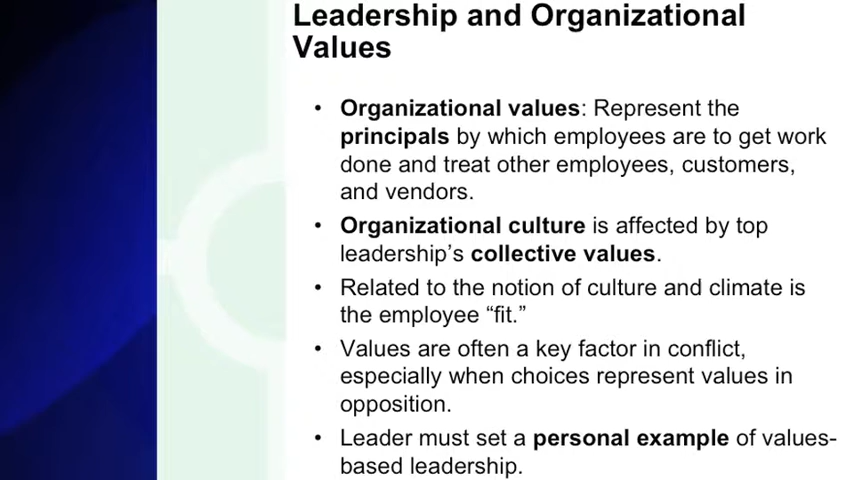 Leadership and Organizational
Values
• Organizational values: Represent the
principals by which employees are to get work
done and treat other employees, customers,
and vendors.
• Organizational culture is affected by top
leadership’s collective values.
• Related to the notion of culture and climate is
the employee “fit.”
• Values are often a key factor in conflict,
especially when choices represent values in
opposition.
• Leader must set a personal example of values-
based leadership.